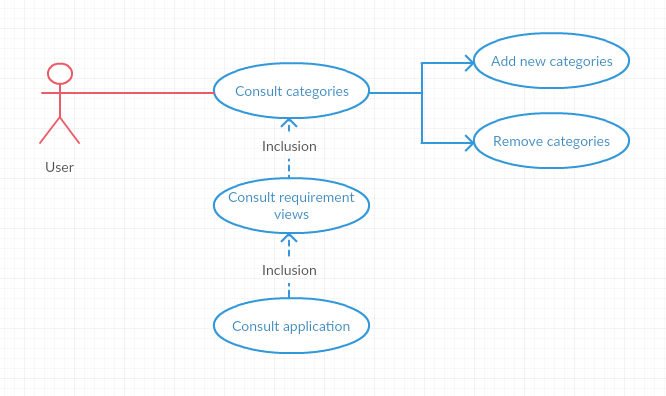 Add new categories
Consult categories
Remove categories
Inclusion
User
Consult requirement
views
Inclusion
Consult application